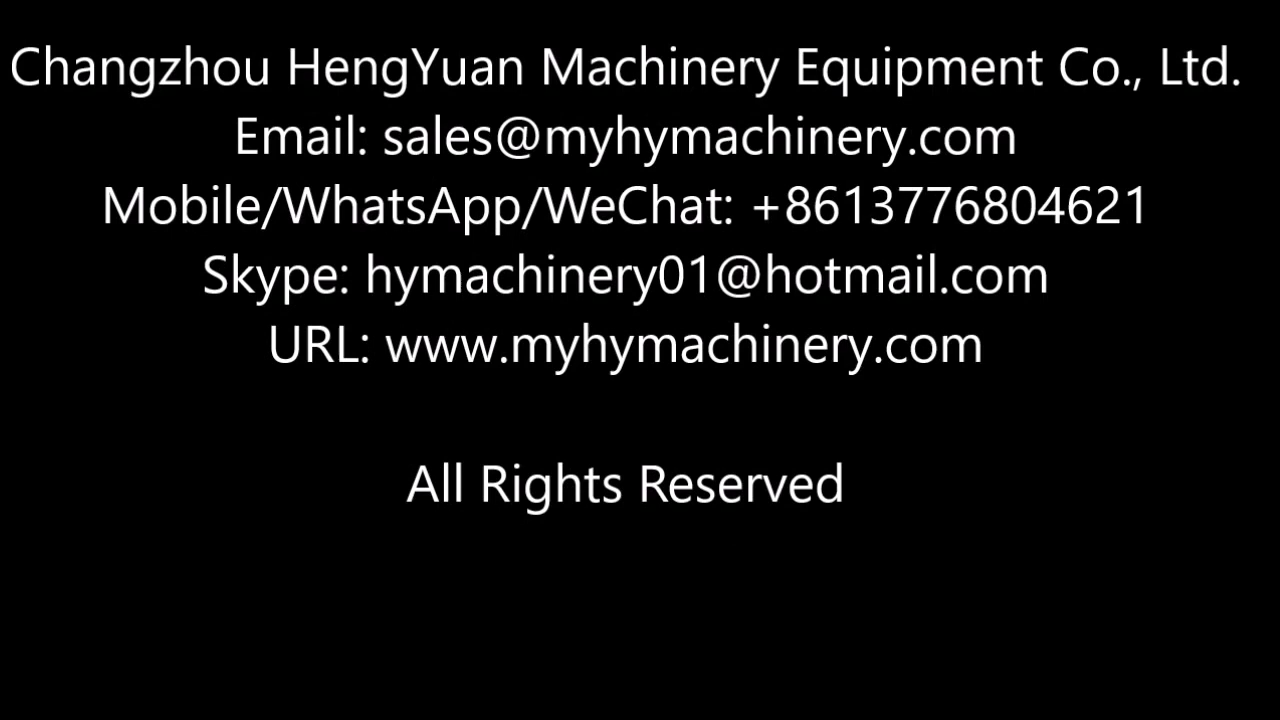 Changzhou HengYuan Machinery Equipment Co., Ltd.
Email: sales@myhymachinery.com
Mobile/WhatsApp/WeChat: +8613776804621
Skype: hymachinery01@hotmail.com
URL: www.myhymachinery.com
All Rights Reserved